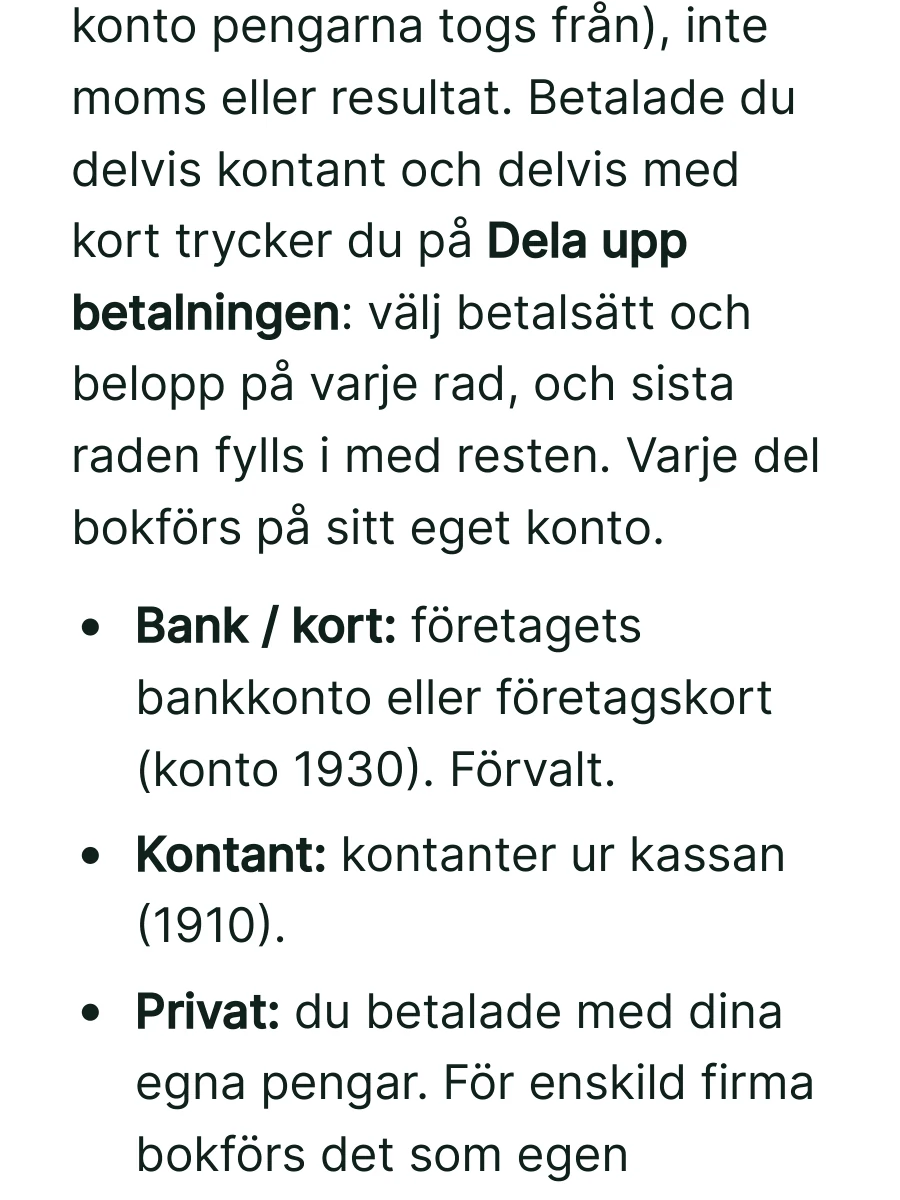 konto pengarna togs från), inte
moms eller resultat. Betalade du
delvis kontant och delvis med
kort trycker du på Dela upp
betalningen: välj betalsätt och
belopp på varje rad, och sista
raden fylls i med resten. Varje del
bokförs på sitt eget konto.
• Bank / kort: företagets
bankkonto eller företagskort
(konto 1930). Förvalt.
• Kontant: kontanter ur kassan
(1910).
• Privat: du betalade med dina
egna pengar. För enskild firma
bokförs det som egen